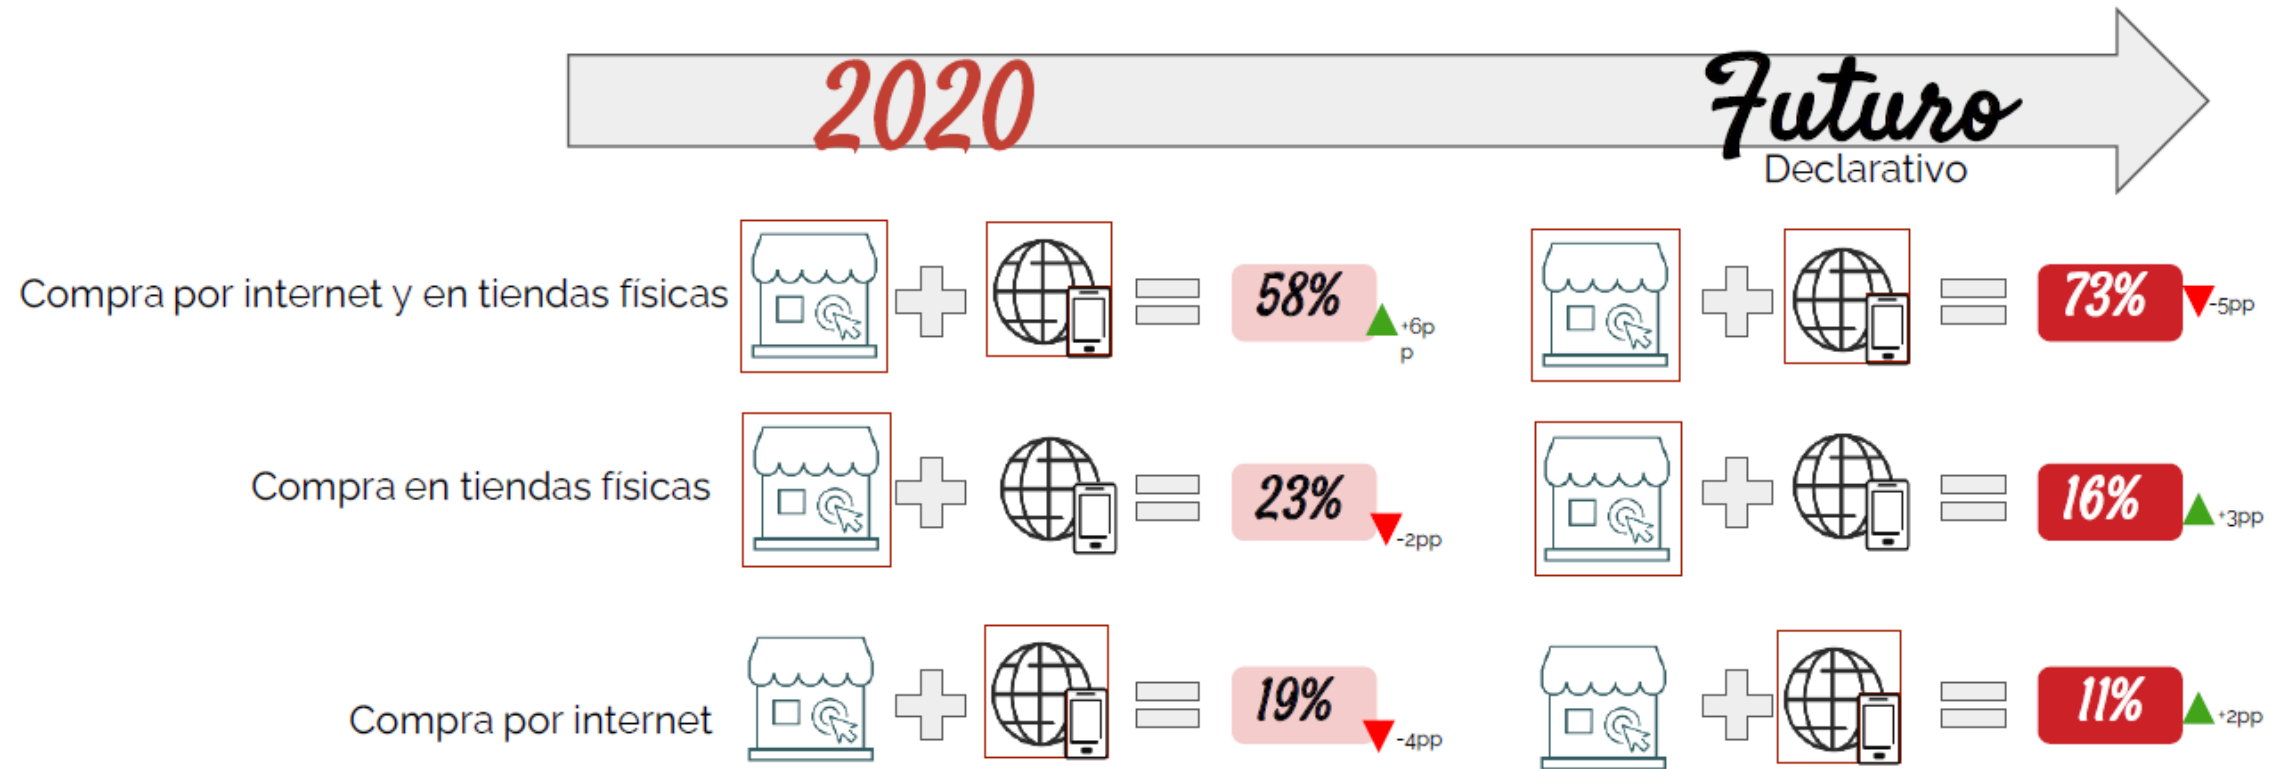 2020
Futuro
Declarativo
Compra por internet y en tiendas físicas
58%
+6p
p
73%
-5pp
Compra en tiendas físicas
23%
-2pp
16%
+3pp
Compra por internet
19%
-4pp
11%
+2pp